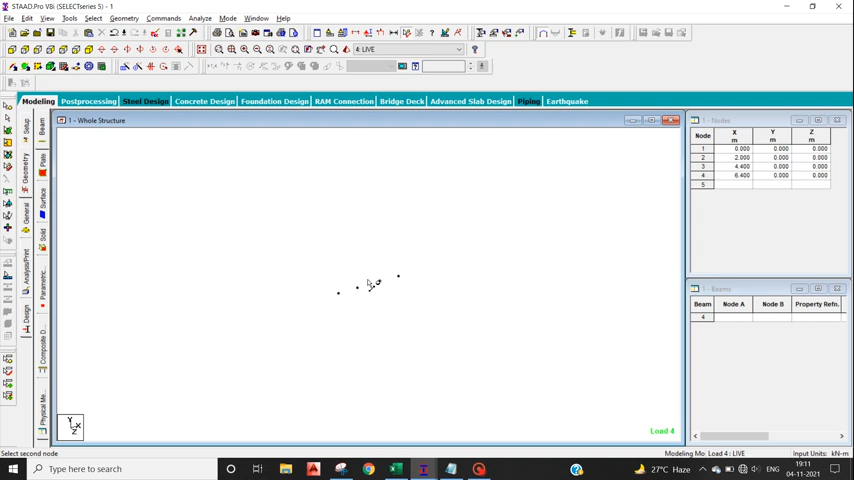 STAAD.Pro V8i (SELECTseries 5) - 1
File Edit View Tools Select Geometry Commands Analyze Mode Window Help
4: LIVE
Modeling Postprocessing Steel Design Concrete Design Foundation Design RAM Connection Bridge Deck Advanced Slab Design Piping Earthquake
Setup
Geometry
General
Analysis/Print
Design
Beam
Plate
Surface
Solid
Parametric..
Composite D...
Physical Me...
1 - Whole Structure
Y
X
Z
Load 4
1 - Nodes
Node X m Y m Z m
1 0.000 0.000 0.000
2 2.000 0.000 0.000
3 4.400 0.000 0.000
4 6.400 0.000 0.000
5
1 - Beams
Beam Node A Node B Property Refn.
4
Select second node
Modeling Mo Load 4 : LIVE Input Units: kN-m
Type here to search
27°C Haze
ENG
19:11
04-11-2021